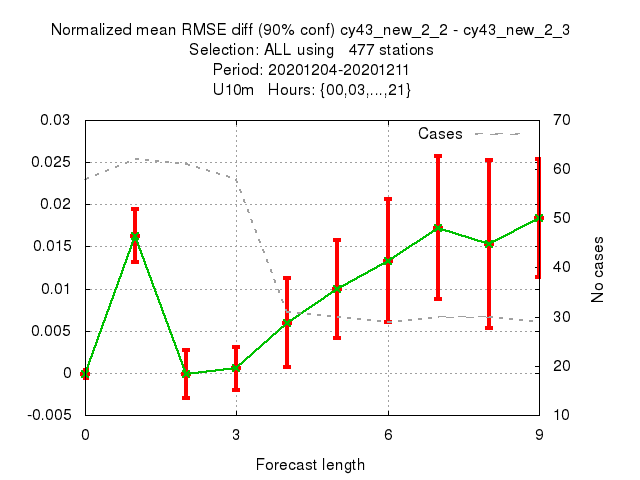 Normalized mean RMSE diff (90% conf) cy43_new_2_2 - cy43_new_2_3
Selection: ALL using 477 stations
Period: 20201204-20201211
U10m Hours: {00,03,...,21}
Cases
0.03
0.025
0.02
0.015
0.01
0.005
0
-0.005
70
60
50
40
30
20
10
No cases
0 3 6 9
Forecast length